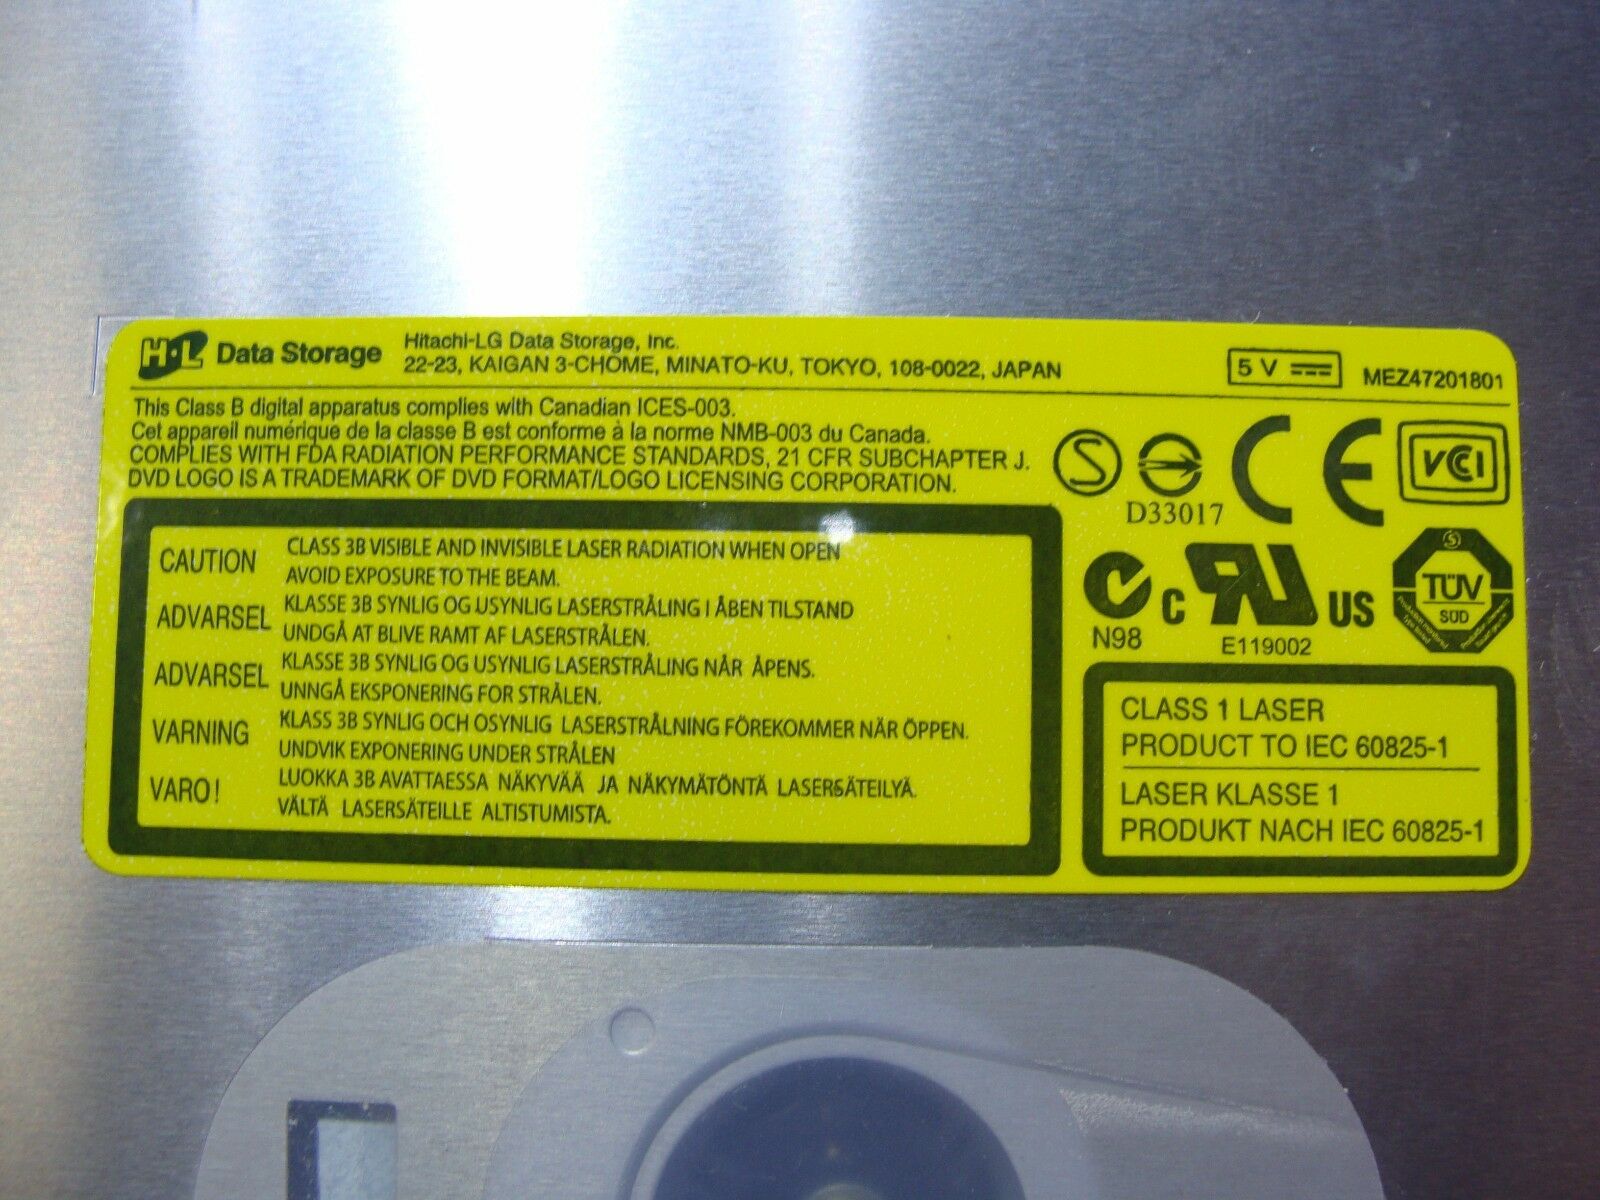 H·L Data Storage
Hitachi-LG Data Storage, Inc.
22-23, KAIGAN 3-CHOME, MINATO-KU, TOKYO, 108-0022, JAPAN
5 V
MEZ47201801
This Class B digital apparatus complies with Canadian ICES-003.
Cet appareil numérique de la classe B est conforme à la norme NMB-003 du Canada.
COMPLIES WITH FDA RADIATION PERFORMANCE STANDARDS, 21 CFR SUBCHAPTER J.
DVD LOGO IS A TRADEMARK OF DVD FORMAT/LOGO LICENSING CORPORATION.
S
D33017
CE
VCI
N98
C RU US
E119002
S
TÜV
SÜD
CAUTION CLASS 3B VISIBLE AND INVISIBLE LASER RADIATION WHEN OPEN
AVOID EXPOSURE TO THE BEAM.
ADVARSEL KLASSE 3B SYNLIG OG USYNLIG LASERSTRÅLING I ÅBEN TILSTAND
UNDGÅ AT BLIVE RAMT AF LASERSTRÅLEN.
ADVARSEL KLASSE 3B SYNLIG OG USYNLIG LASERSTRÅLING NÅR ÅPENS.
UNNGÅ EKSPONERING FOR STRÅLEN.
VARNING KLASS 3B SYNLIG OCH OSYNLIG LASERSTRÅLNING FÖREKOMMER NÄR ÖPPEN.
UNDVIK EXPONERING UNDER STRÅLEN
VARO! LUOKKA 3B AVATTAESSA NÄKYVÄÄ JA NÄKYMÄTÖNTÄ LASERSÄTEILYÄ.
VÄLTÄ LASERSÄTEILLE ALTISTUMISTA.
CLASS 1 LASER
PRODUCT TO IEC 60825-1
LASER KLASSE 1
PRODUKT NACH IEC 60825-1